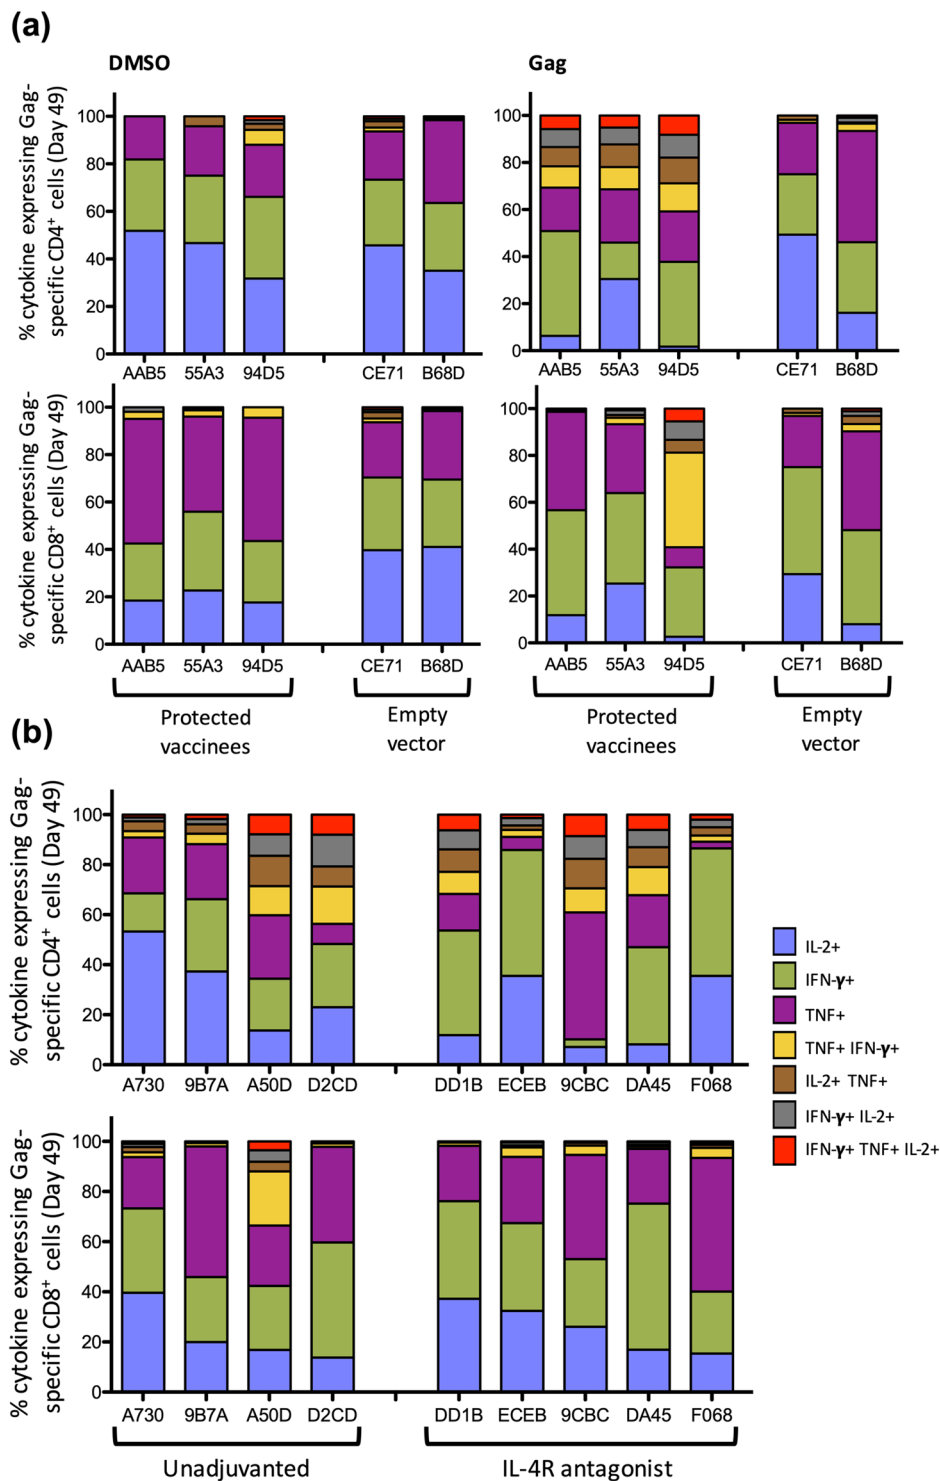 (a)
DMSO
Gag
% cytokine expressing Gag-
specific CD4+ cells (Day 49)
100
80
60
40
20
0
AAB5 55A3 94D5 CE71 B68D
100
80
60
40
20
0
AAB5 55A3 94D5 CE71 B68D
% cytokine expressing Gag-
specific CD8+ cells (Day 49)
100
80
60
40
20
0
AAB5 55A3 94D5 CE71 B68D
100
80
60
40
20
0
AAB5 55A3 94D5 CE71 B68D
Protected
vaccinees
Empty
vector
Protected
vaccinees
Empty
vector
(b)
% cytokine expressing Gag-
specific CD4+ cells (Day 49)
100
80
60
40
20
0
A730 9B7A A50D D2CD DD1B ECEB 9CBC DA45 F068
IL-2+
IFN-γ+
TNF+
TNF+ IFN-γ+
IL-2+ TNF+
IFN-γ+ IL-2+
IFN-γ+ TNF+ IL-2+
% cytokine expressing Gag-
specific CD8+ cells (Day 49)
100
80
60
40
20
0
A730 9B7A A50D D2CD DD1B ECEB 9CBC DA45 F068
Unadjuvanted
IL-4R antagonist